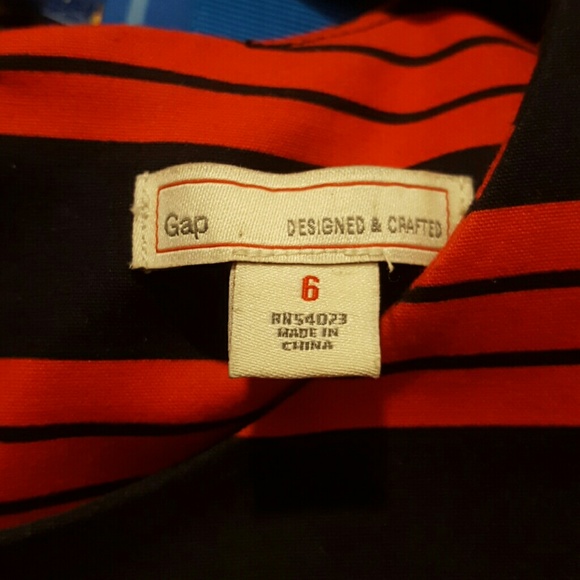 Gap DESIGNED & CRAFTED
6
RN54023
MADE IN
CHINA